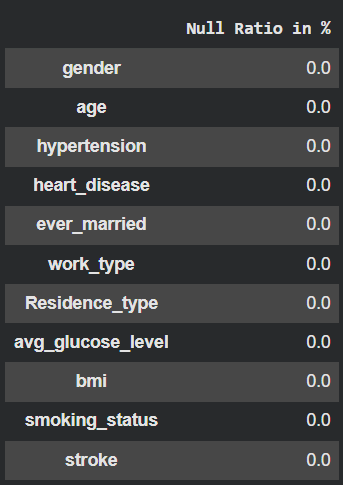 Null Ratio in %
gender 0.0
age 0.0
hypertension 0.0
heart_disease 0.0
ever_married 0.0
work_type 0.0
Residence_type 0.0
avg_glucose_level 0.0
bmi 0.0
smoking_status 0.0
stroke 0.0